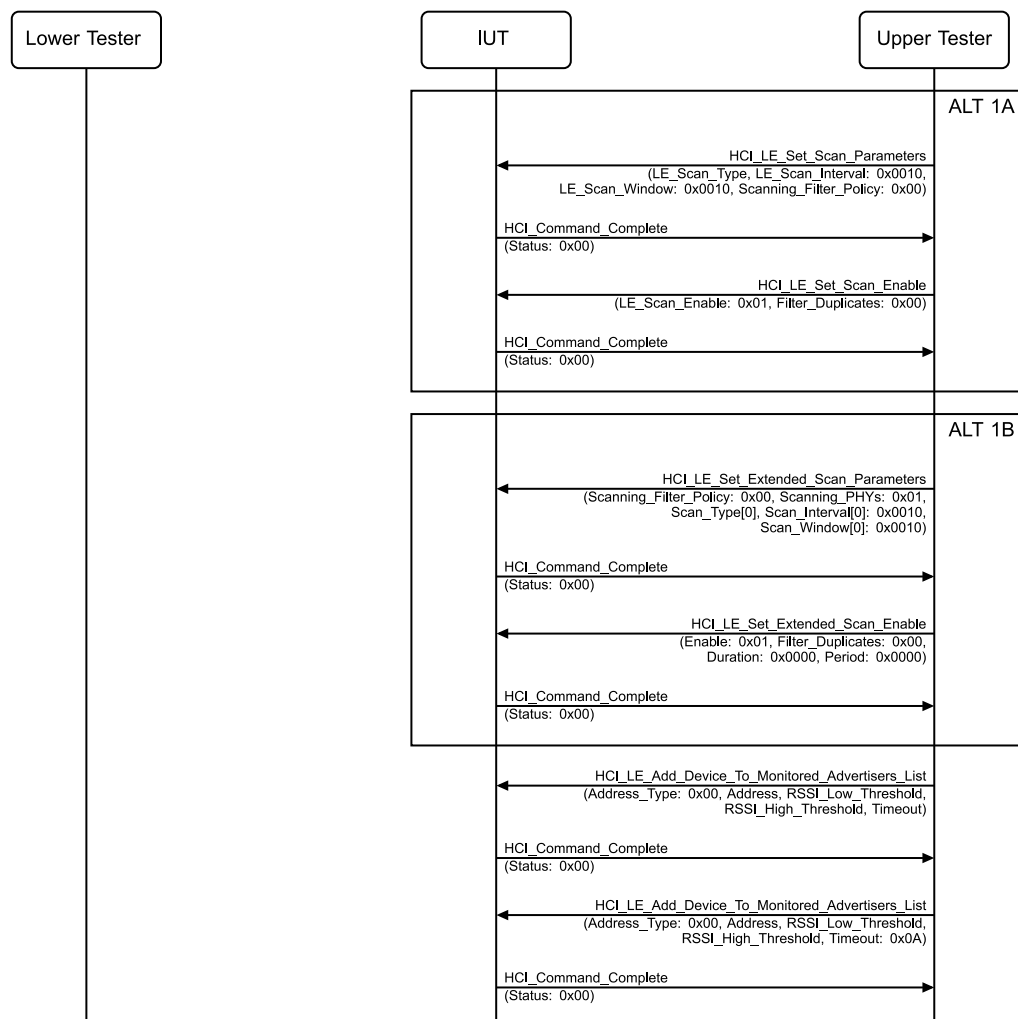 Lower Tester
IUT
Upper Tester
ALT 1A
HCI_LE_Set_Scan_Parameters
(LE_Scan_Type, LE_Scan_Interval: 0x0010,
LE_Scan_Window: 0x0010, Scanning_Filter_Policy: 0x00)
HCI_Command_Complete
(Status: 0x00)
HCI_LE_Set_Scan_Enable
(LE_Scan_Enable: 0x01, Filter_Duplicates: 0x00)
HCI_Command_Complete
(Status: 0x00)
ALT 1B
HCI_LE_Set_Extended_Scan_Parameters
(Scanning_Filter_Policy: 0x00, Scanning_PHYs: 0x01,
Scan_Type[0], Scan_Interval[0]: 0x0010,
Scan_Window[0]: 0x0010)
HCI_Command_Complete
(Status: 0x00)
HCI_LE_Set_Extended_Scan_Enable
(Enable: 0x01, Filter_Duplicates: 0x00,
Duration: 0x0000, Period: 0x0000)
HCI_Command_Complete
(Status: 0x00)
HCI_LE_Add_Device_To_Monitored_Advertisers_List
(Address_Type: 0x00, Address, RSSI_Low_Threshold,
RSSI_High_Threshold, Timeout)
HCI_Command_Complete
(Status: 0x00)
HCI_LE_Add_Device_To_Monitored_Advertisers_List
(Address_Type: 0x00, Address, RSSI_Low_Threshold,
RSSI_High_Threshold, Timeout: 0x0A)
HCI_Command_Complete
(Status: 0x00)